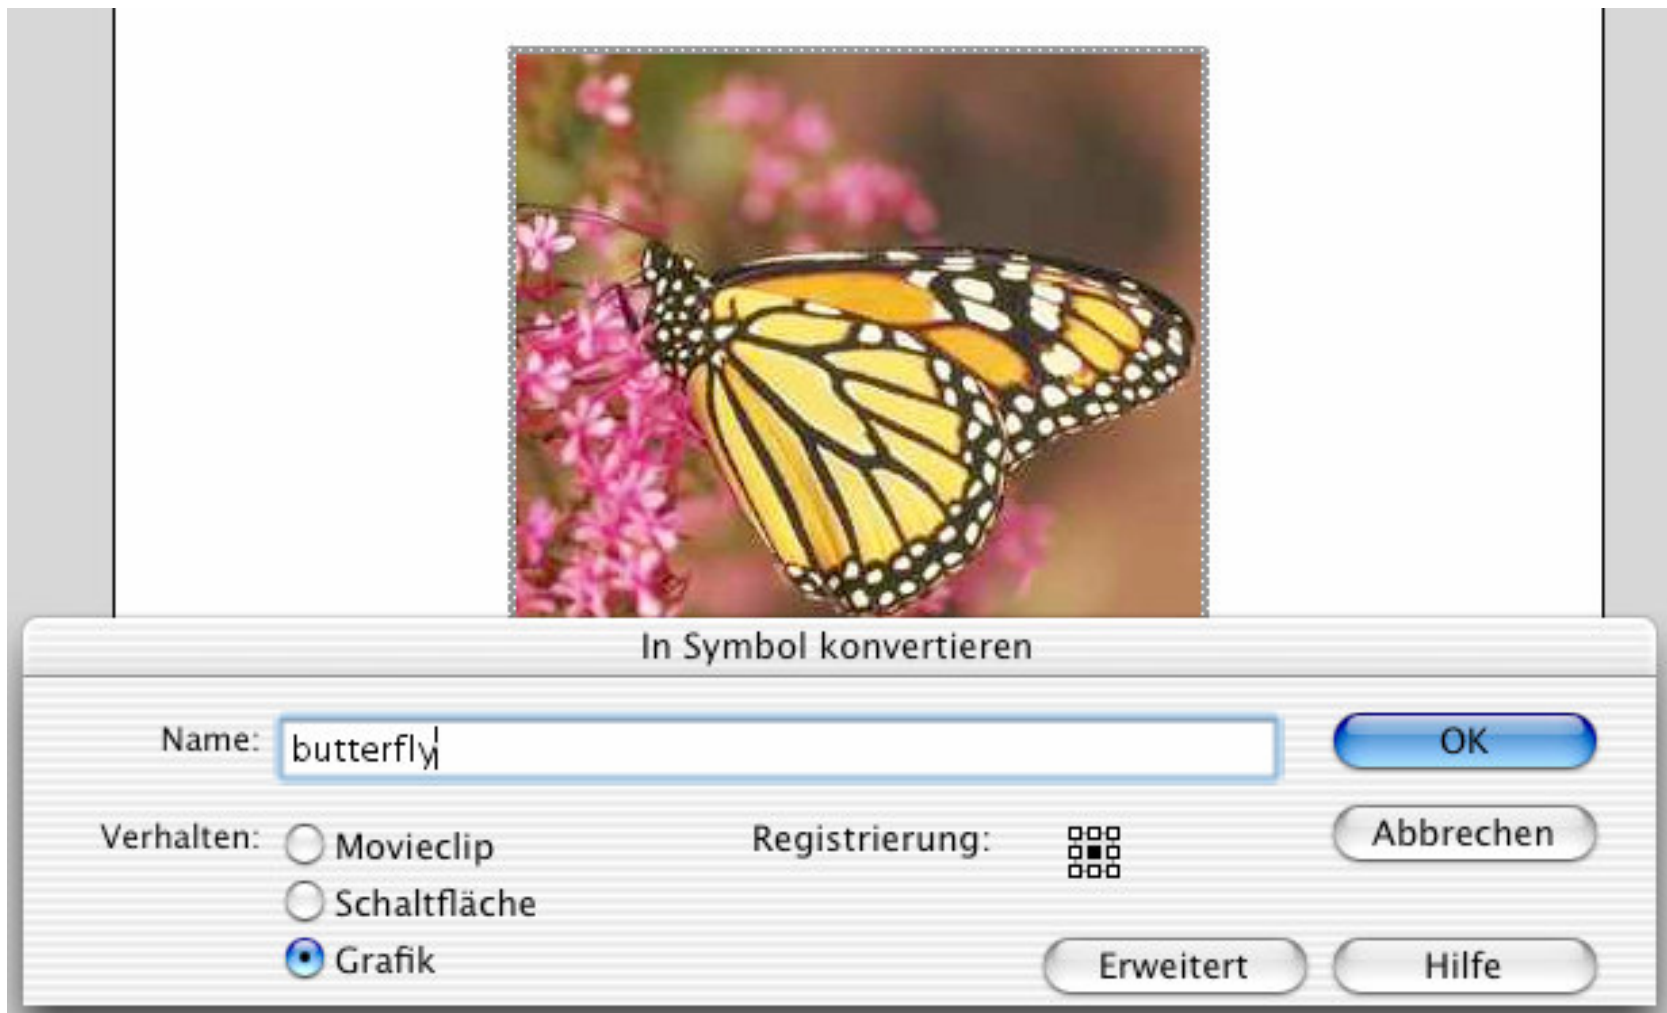 In Symbol konvertieren
Name: butterfly
OK
Verhalten: Movieclip
Registrierung:
Abbrechen
Schaltfläche
Grafik
Erweitert
Hilfe